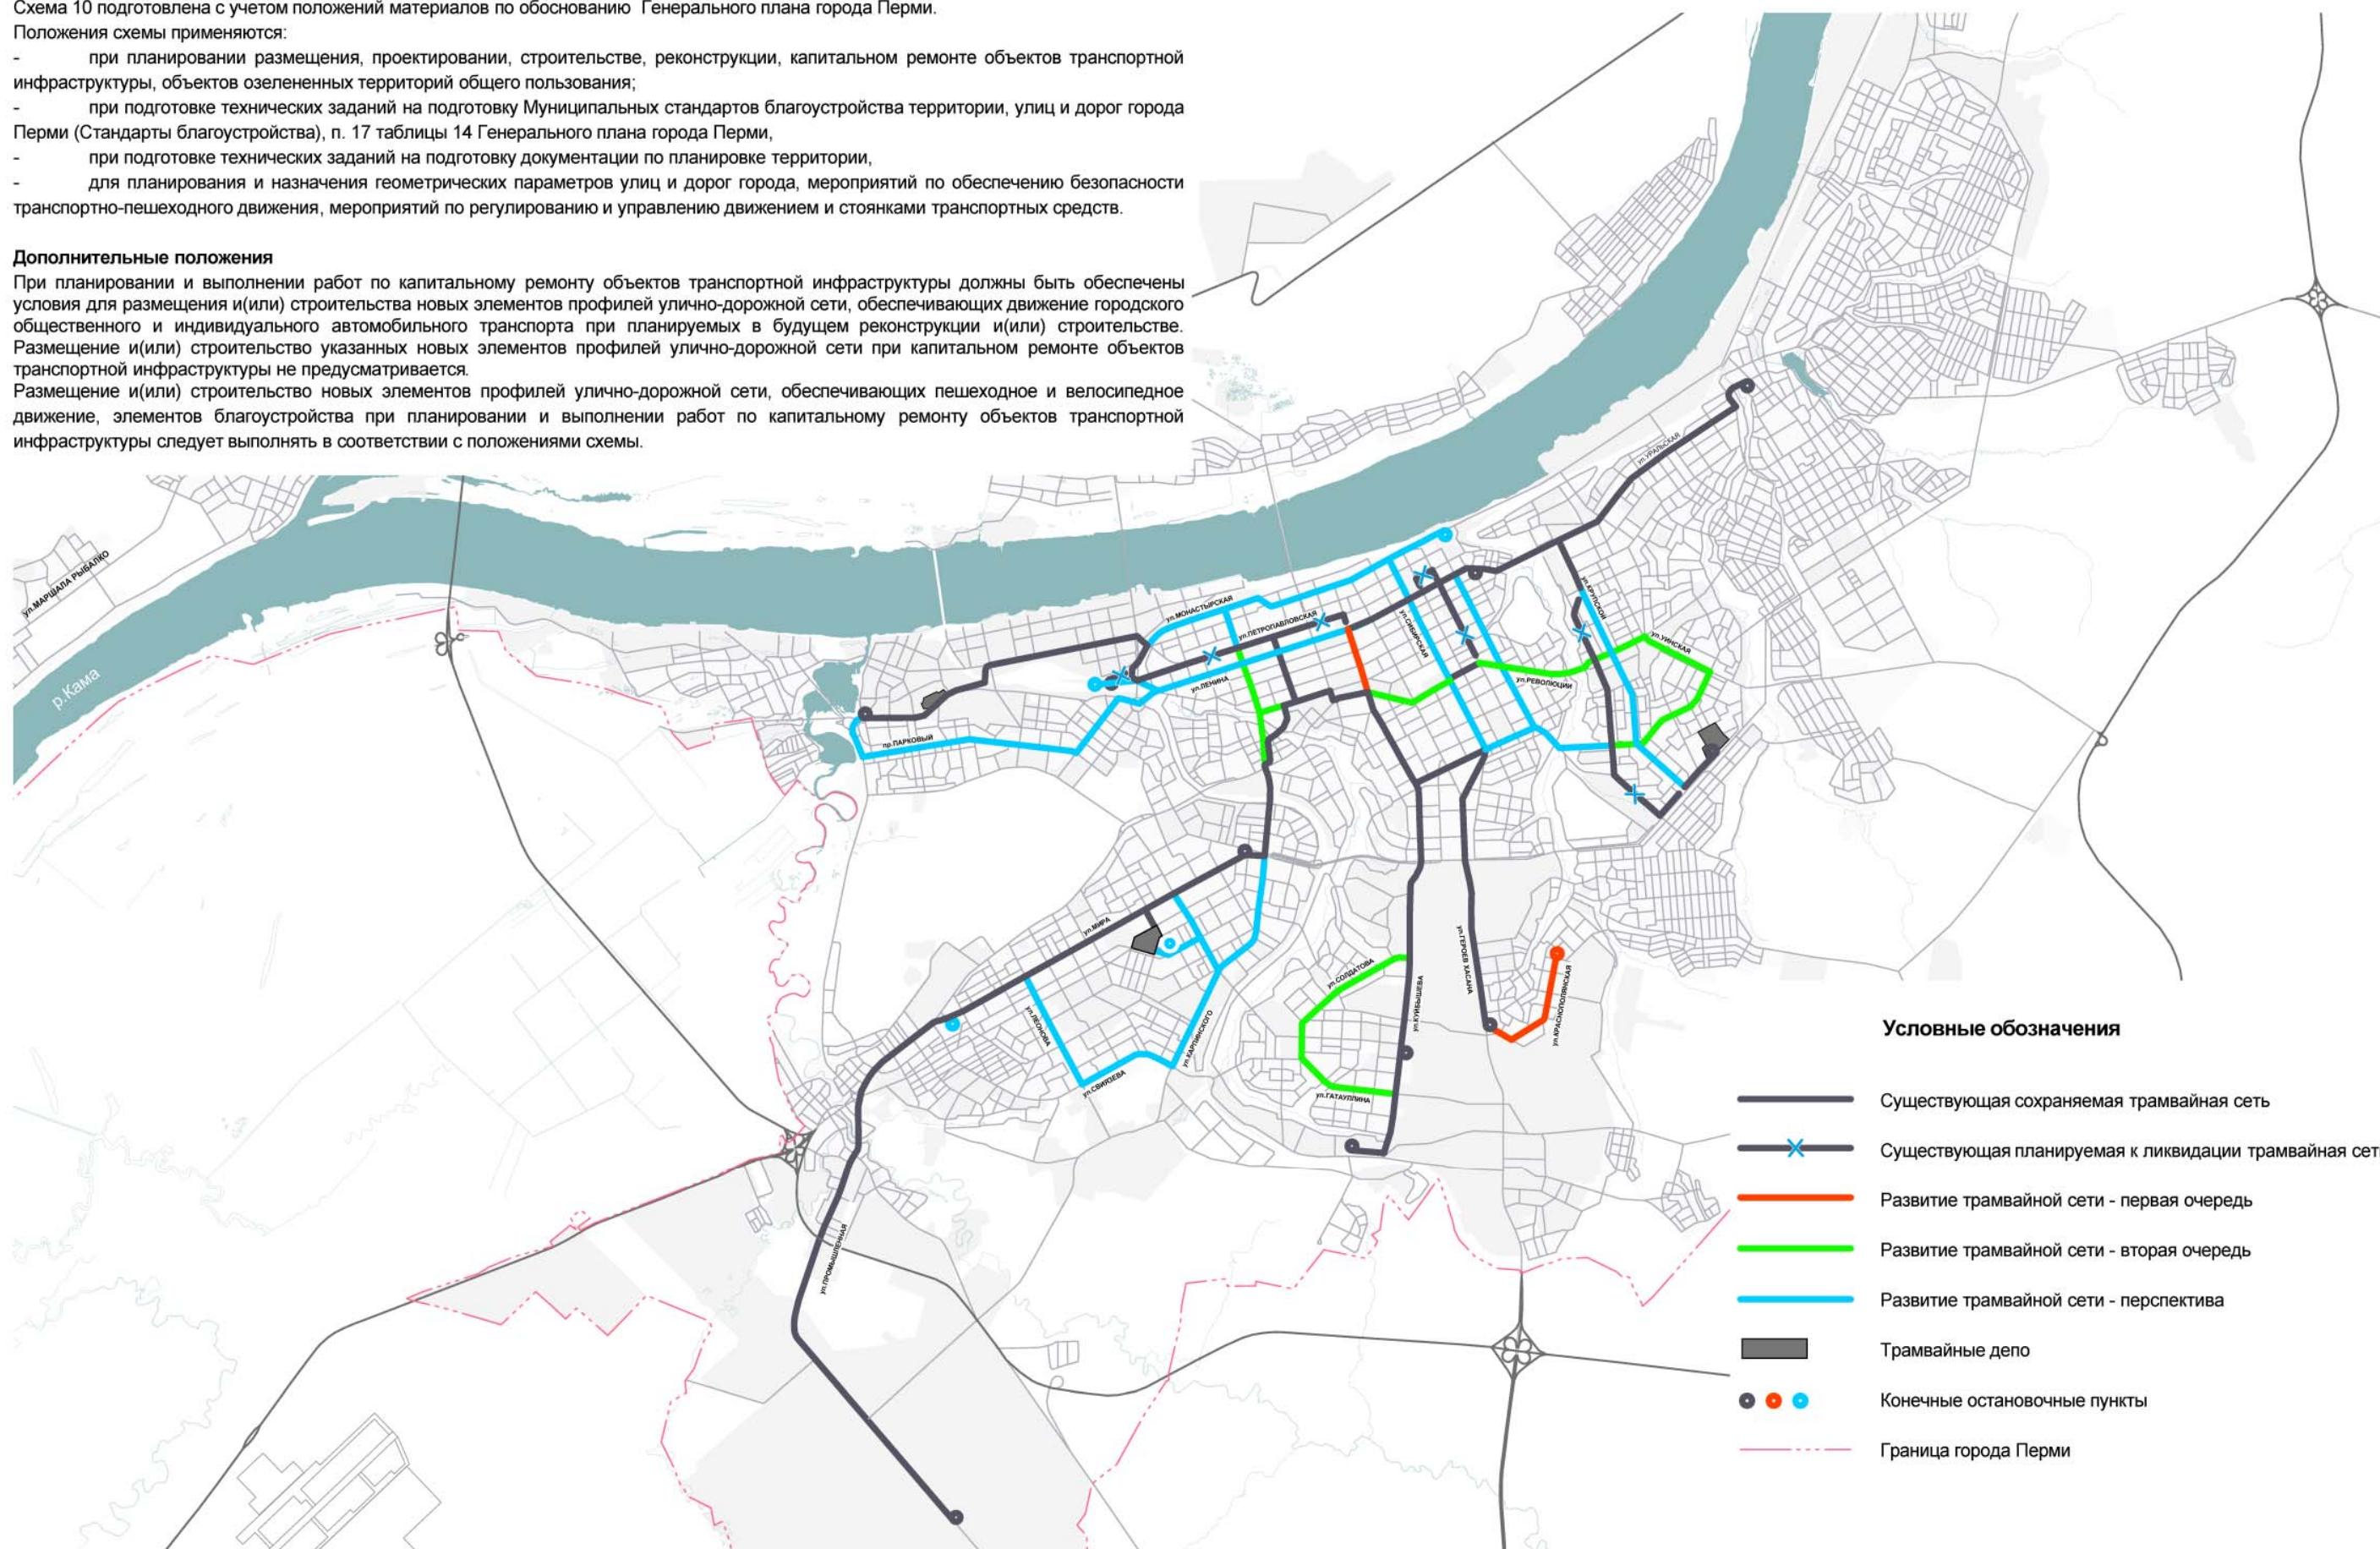 Схема 10 подготовлена с учетом положений материалов по обоснованию Генерального плана города Перми.
Положения схемы применяются:
- при планировании размещения, проектировании, строительстве, реконструкции, капитальном ремонте объектов транспортной
инфраструктуры, объектов озелененных территорий общего пользования;
- при подготовке технических заданий на подготовку Муниципальных стандартов благоустройства территории, улиц и дорог города
Перми (Стандарты благоустройства), п. 17 таблицы 14 Генерального плана города Перми,
- при подготовке технических заданий на подготовку документации по планировке территории,
- для планирования и назначения геометрических параметров улиц и дорог города, мероприятий по обеспечению безопасности
транспортно-пешеходного движения, мероприятий по регулированию и управлению движением и стоянками транспортных средств.
Дополнительные положения
При планировании и выполнении работ по капитальному ремонту объектов транспортной инфраструктуры должны быть обеспечены
условия для размещения и(или) строительства новых элементов профилей улично-дорожной сети, обеспечивающих движение городского
общественного и индивидуального автомобильного транспорта при планируемых в будущем реконструкции и(или) строительстве.
Размещение и(или) строительство указанных новых элементов профилей улично-дорожной сети при капитальном ремонте объектов
транспортной инфраструктуры не предусматривается.
Размещение и(или) строительство новых элементов профилей улично-дорожной сети, обеспечивающих пешеходное и велосипедное
движение, элементов благоустройства при планировании и выполнении работ по капитальному ремонту объектов транспортной
инфраструктуры следует выполнять в соответствии с положениями схемы.
ул.УРАЛЬСКАЯ
ул.МАРШАЛА РЫБАЛКО
р.Кама
ул.МОНАСТЫРСКАЯ
ул.ПЕТРОПАВЛОВСКАЯ
ул.СИБИРСКАЯ
ул.КРУПСКОЙ
ул.УИНСКАЯ
ул.ЛЕНИНА
ул.РЕВОЛЮЦИИ
пр.ПАРКОВЫЙ
ул.МИРА
ул.СОЛДАТОВА
ул.ГЕРОЕВ ХАСАНА
ул.КУЙБЫШЕВА
ул.КРАСНОПОЛЯНСКАЯ
ул.ЛЕОНОВА
ул.КАРПИНСКОГО
ул.СВИЯЗЕВА
ул.ГАТАУЛЛИНА
ул.ПРОМЫШЛЕННАЯ
Условные обозначения
Существующая сохраняемая трамвайная сеть
Существующая планируемая к ликвидации трамвайная сет
Развитие трамвайной сети - первая очередь
Развитие трамвайной сети - вторая очередь
Развитие трамвайной сети - перспектива
Трамвайные депо
Конечные остановочные пункты
Граница города Перми